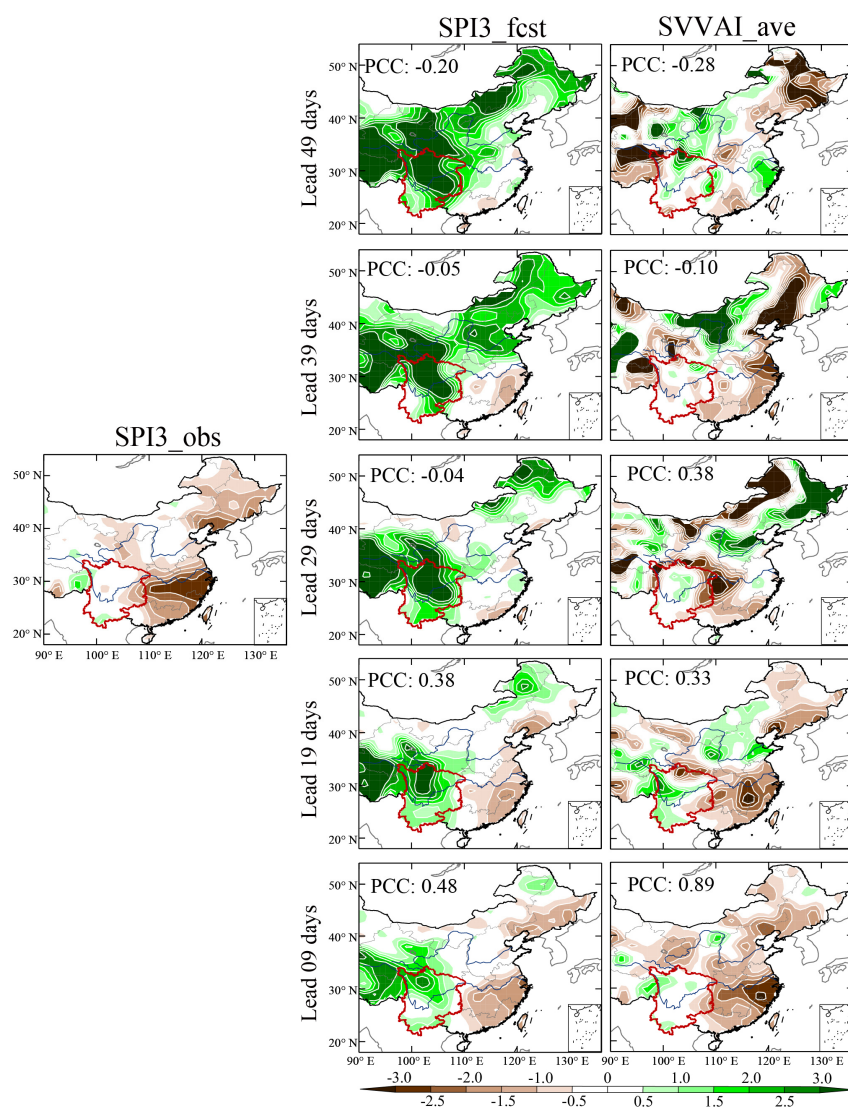 SPI3_fcst SVVAI_ave
Lead 49 days
50° N
40° N
30° N
20° N
PCC: -0.20
PCC: -0.28
Lead 39 days
50° N
40° N
30° N
20° N
PCC: -0.05
PCC: -0.10
SPI3_obs
50° N
40° N
30° N
20° N
90° E 100° E 110° E 120° E 130° E
Lead 29 days
50° N
40° N
30° N
20° N
PCC: -0.04
PCC: 0.38
Lead 19 days
50° N
40° N
30° N
20° N
PCC: 0.38
PCC: 0.33
Lead 09 days
50° N
40° N
30° N
20° N
PCC: 0.48
PCC: 0.89
90° E 100° E 110° E 120° E 130° E 90° E 100° E 110° E 120° E 130° E
-3.0 -2.0 -1.0 0 1.0 2.0 3.0
-2.5 -1.5 -0.5 0.5 1.5 2.5